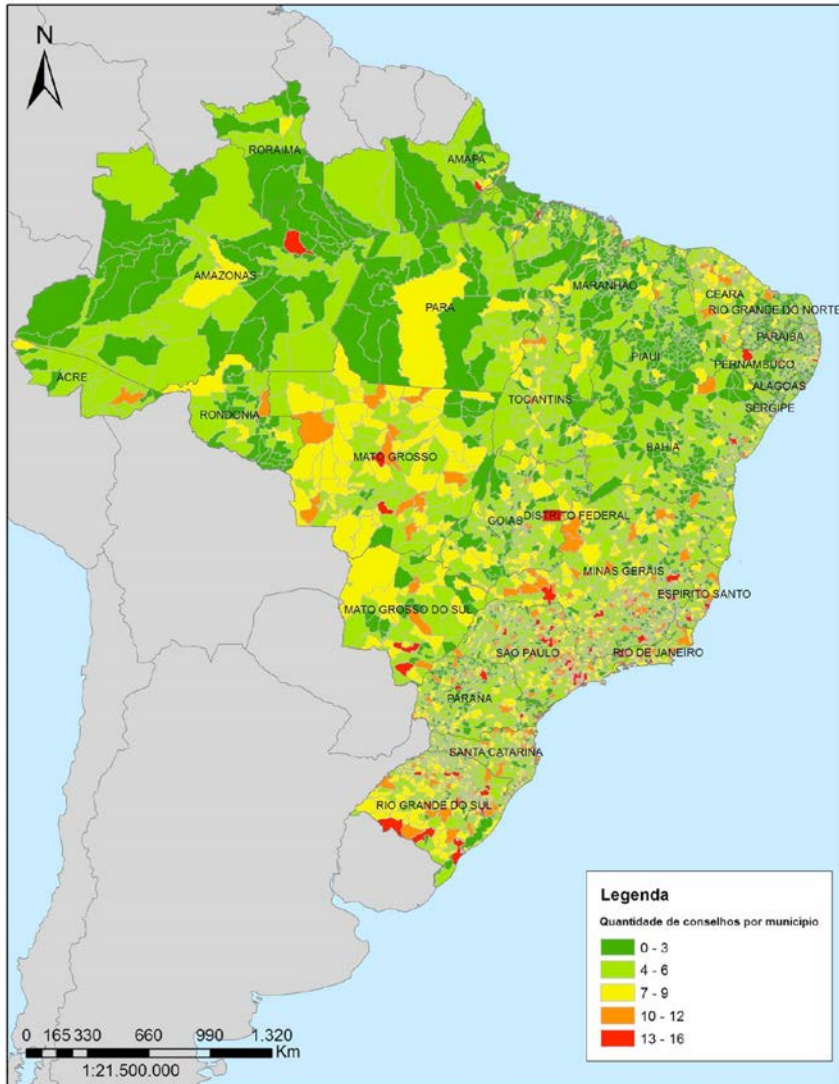 N
RORAIMA
AMAPA
AMAZONAS
PARA
MARANHÃO
CEARA
RIO GRANDE DO NORTE
PARAIBA
PIAUI
PERNAMBUCO
ACRE
ALAGOAS
TOCANTINS
SERGIPE
RONDONIA
BAHIA
MATO GROSSO
GOIAS
DISTRITO FEDERAL
MINAS GERAIS
ESPIRITO SANTO
MATO GROSSO DO SUL
SÃO PAULO
RIO DE JANEIRO
PARANA
SANTA CATARINA
RIO GRANDE DO SUL
Legenda
Quantidade de conselhos por municipio
0 - 3
4 - 6
7 - 9
10 - 12
13 - 16
0 165 330 660 990 1.320
Km
1:21.500.000